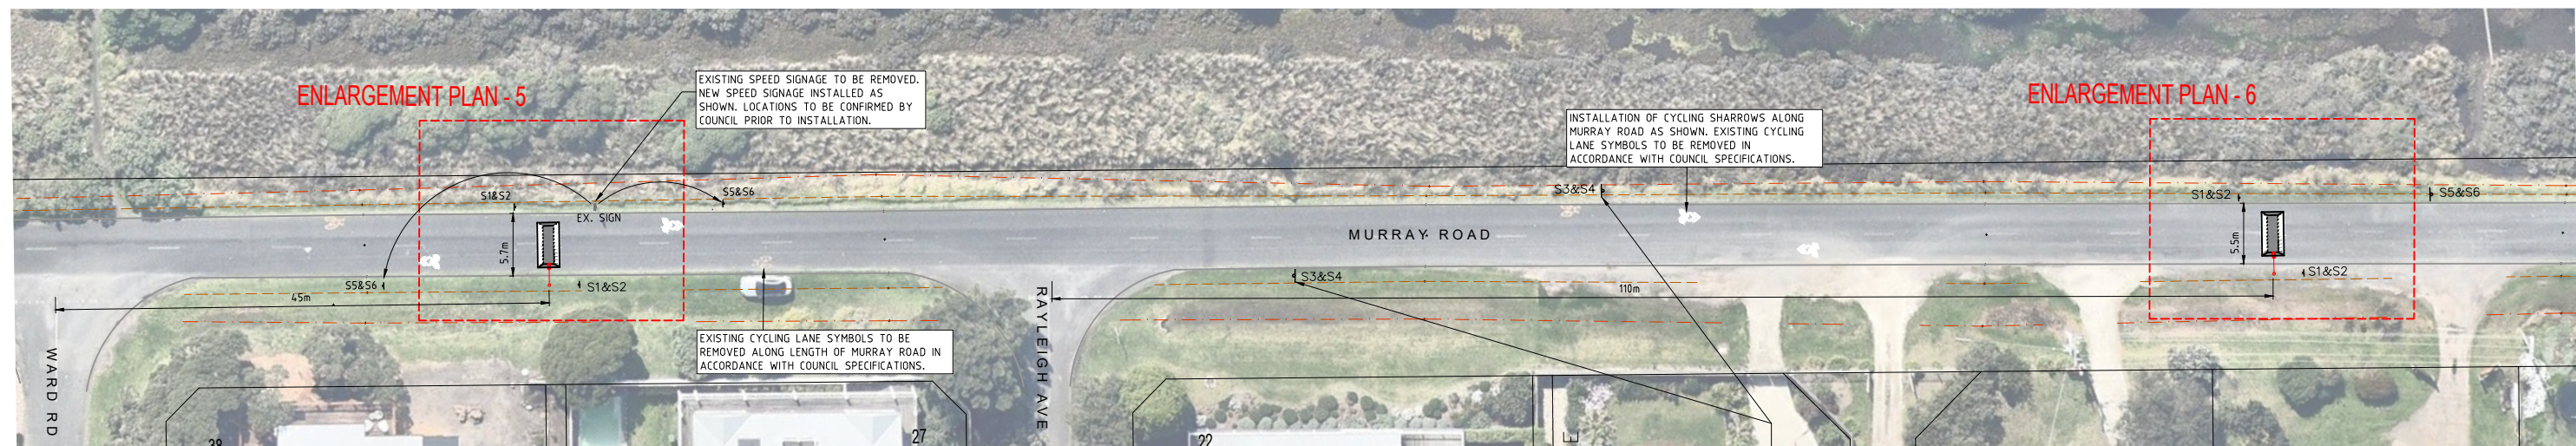 ENLARGEMENT PLAN - 5
EXISTING SPEED SIGNAGE TO BE REMOVED.
NEW SPEED SIGNAGE INSTALLED AS
SHOWN. LOCATIONS TO BE CONFIRMED BY
COUNCIL PRIOR TO INSTALLATION.
INSTALLATION OF CYCLING SHARROWS ALONG
MURRAY ROAD AS SHOWN. EXISTING CYCLING
LANE SYMBOLS TO BE REMOVED IN
ACCORDANCE WITH COUNCIL SPECIFICATIONS.
ENLARGEMENT PLAN - 6
S1&S2
S5&S6
S3&S4
S1&S2
S5&S6
EX. SIGN
5.7m
MURRAY ROAD
5.5m
S5&S6
S1&S2
S3&S4
S1&S2
45m
110m
EXISTING CYCLING LANE SYMBOLS TO BE
REMOVED ALONG LENGTH OF MURRAY ROAD IN
ACCORDANCE WITH COUNCIL SPECIFICATIONS.
WARD RD
RAYLEIGH AVE
38
27
22
E